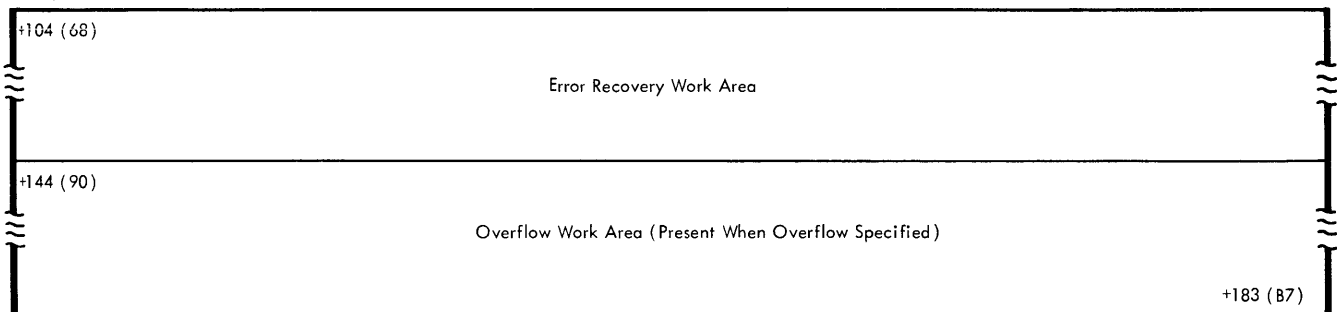 +104 (68)
Error Recovery Work Area
+144 (90)
Overflow Work Area (Present When Overflow Specified)
+183 (B7)